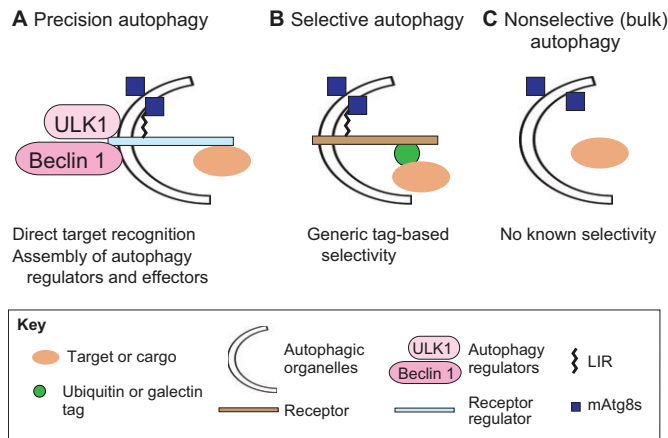 A Precision autophagy
B Selective autophagy
C Nonselective (bulk)
autophagy
ULK1
Beclin 1
Direct target recognition
Assembly of autophagy
regulators and effectors
Generic tag-based
selectivity
No known selectivity
Key
Target or cargo
Ubiquitin or galectin
tag
Autophagic
organelles
Receptor
ULK1
Beclin 1
Autophagy
regulators
Receptor
regulator
LIR
mAtg8s